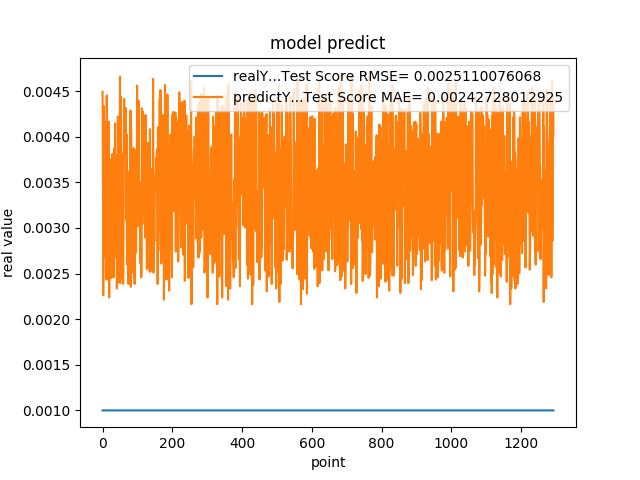 model predict
realY...Test Score RMSE= 0.0025110076068
predictY...Test Score MAE= 0.00242728012925
real value
0.0045
0.0040
0.0035
0.0030
0.0025
0.0020
0.0015
0.0010
0 200 400 600 800 1000 1200
point